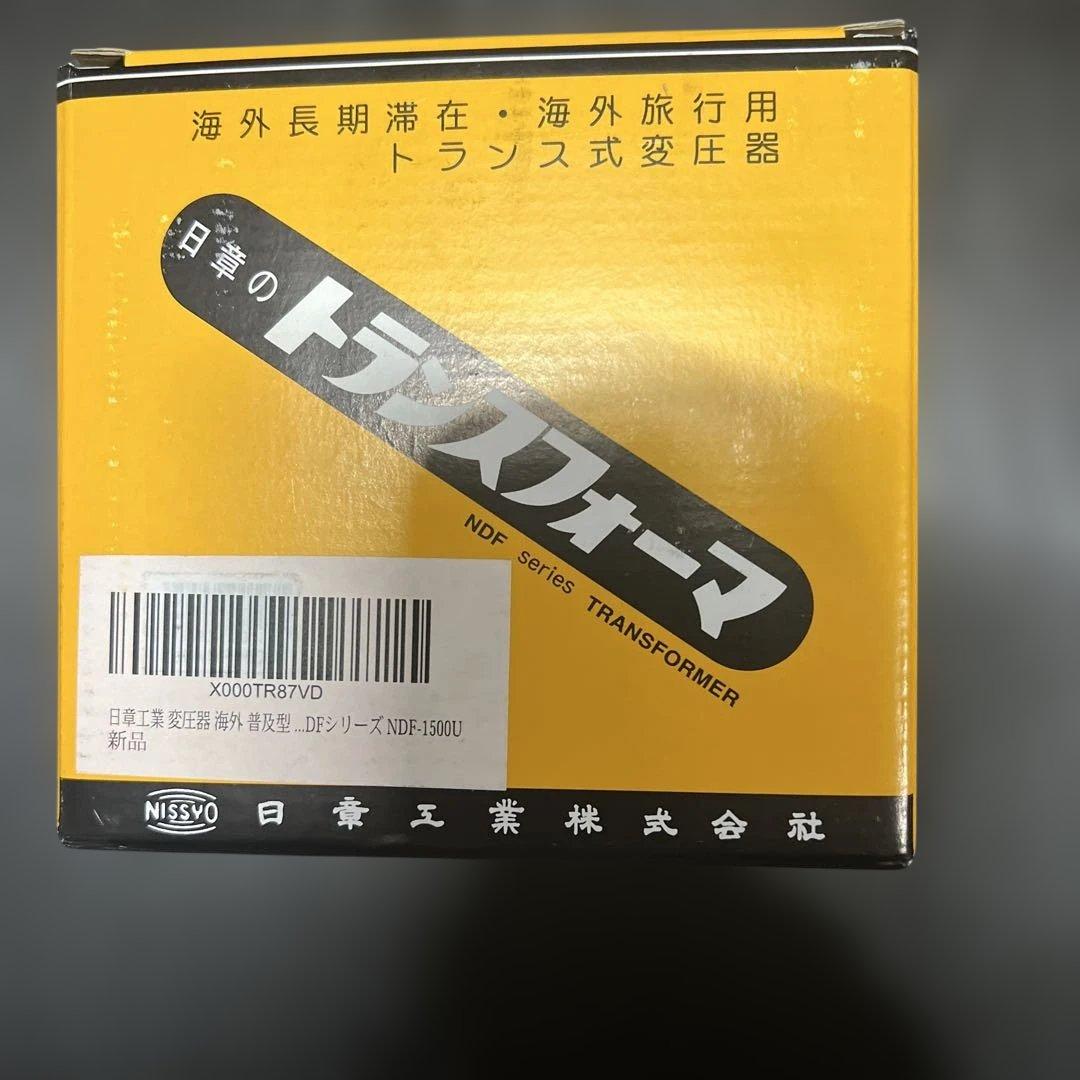 海外長期滞在・海外旅行用
トランス式変圧器
日章の
トランスフォーマ
NDF series TRANSFORMER
X000TR87VD
日章工業 変圧器 海外 普及型 ...DFシリーズ NDF-1500U
新品
NISSYO 日章工業株式会社